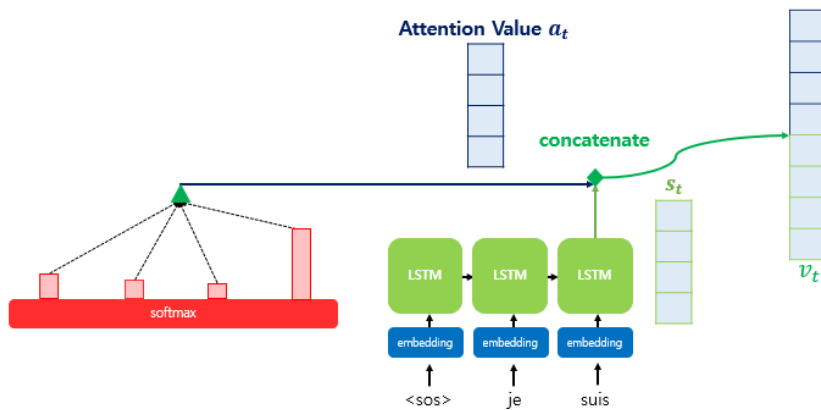 Attention Value a_t
concatenate
s_t
v_t
softmax
LSTM LSTM LSTM
embedding embedding embedding
<sos> je suis